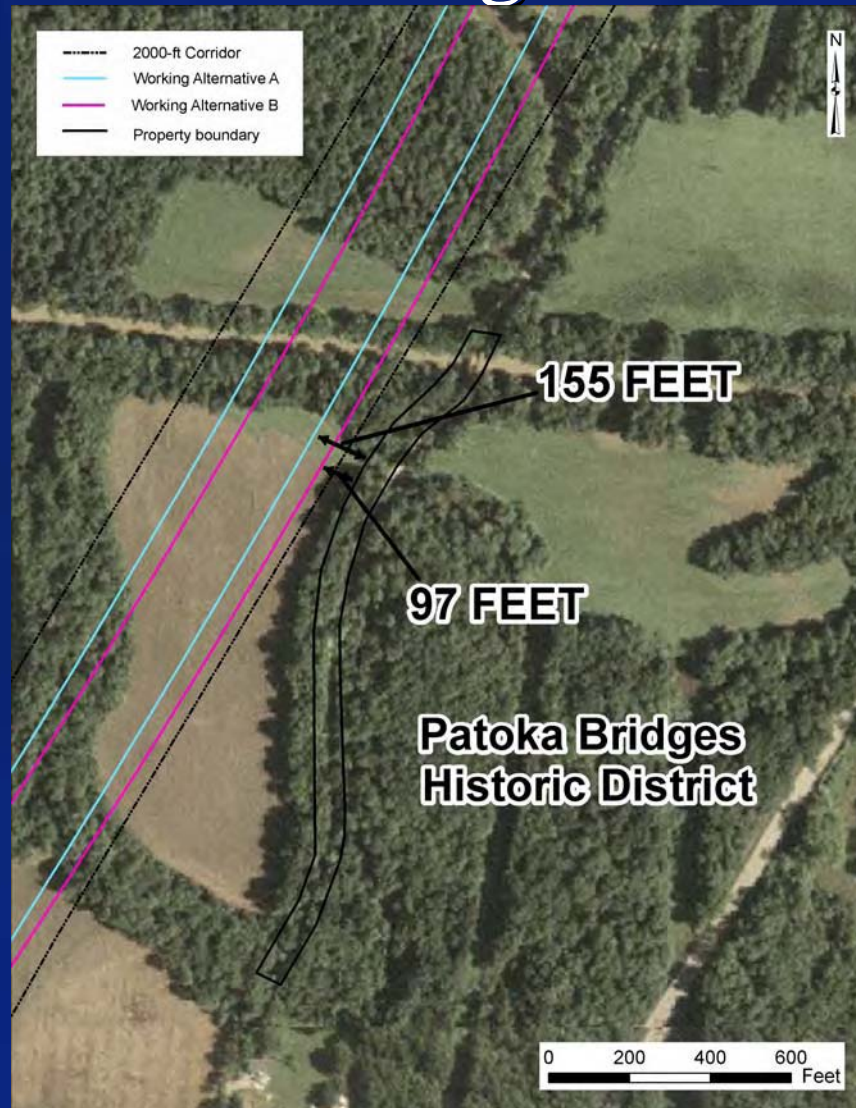 2000-ft Corridor
Working Alternative A
Working Alternative B
Property boundary
N
155 FEET
97 FEET
Patoka Bridges
Historic District
0 200 400 600
Feet